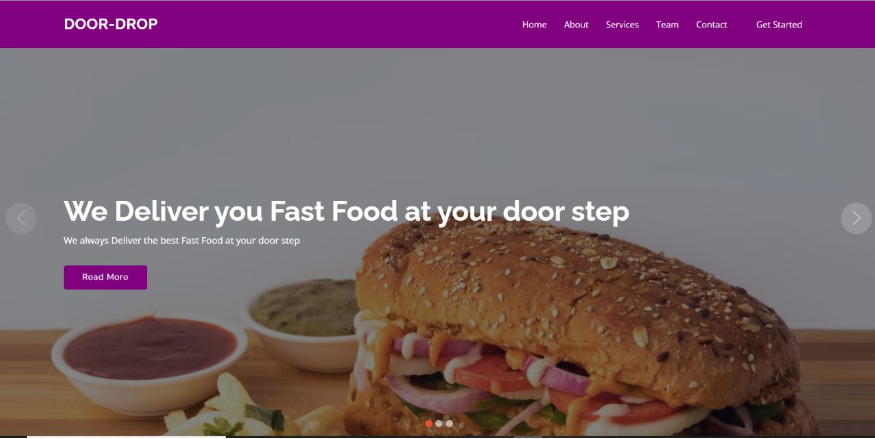 DOOR-DROP
Home About Services Team Contact Get Started
We Deliver you Fast Food at your door step
We always Deliver the best Fast Food at your door step
Read More